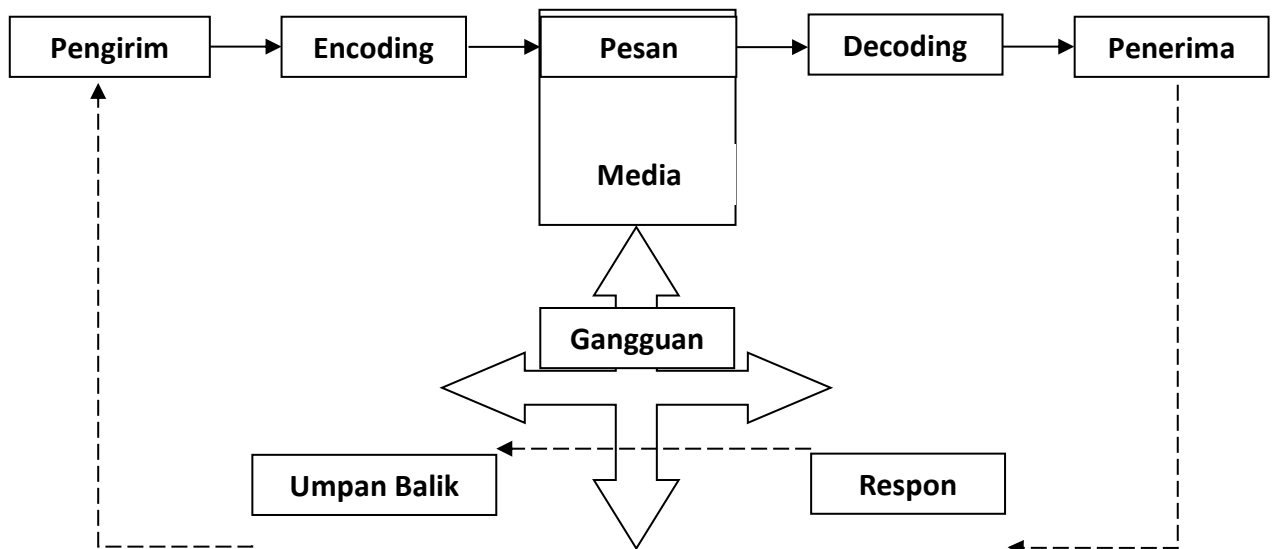 Pengirim
Encoding
Pesan
Decoding
Penerima
Media
Gangguan
Umpan Balik
Respon